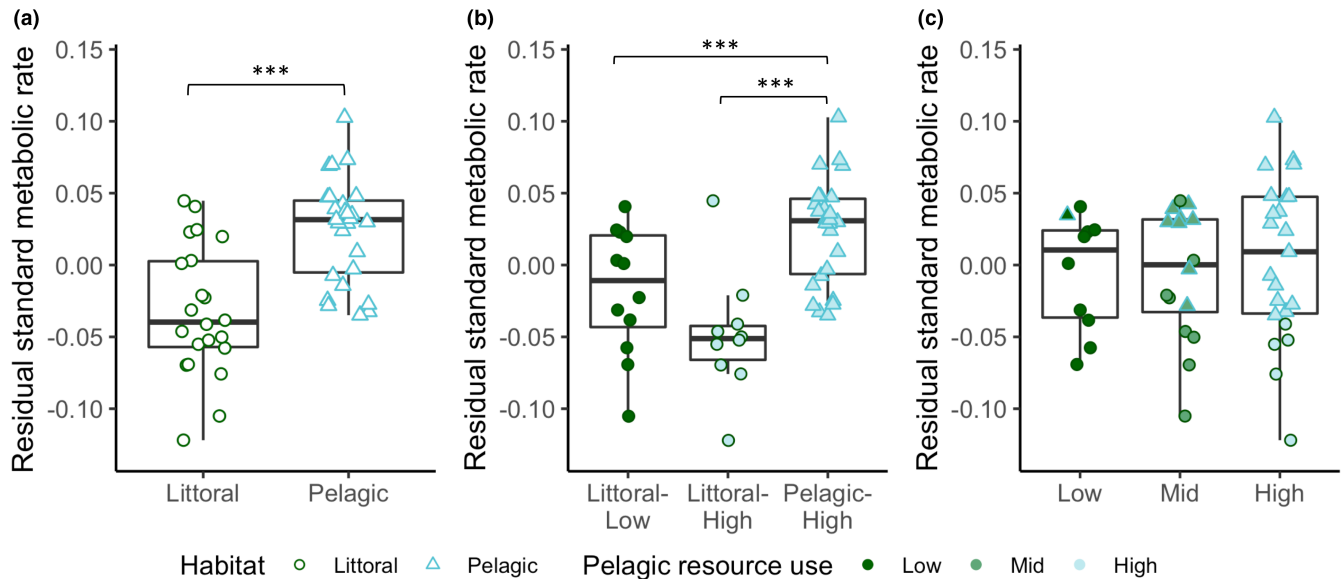 (a)
Residual standard metabolic rate
0.15
0.10
0.05
0.00
-0.05
-0.10
***
Littoral
Pelagic
(b)
Residual standard metabolic rate
0.15
0.10
0.05
0.00
-0.05
-0.10
***
***
Littoral-
Low
Littoral-
High
Pelagic-
High
(c)
Residual standard metabolic rate
0.15
0.10
0.05
0.00
-0.05
-0.10
Low
Mid
High
Habitat Littoral Pelagic Pelagic resource use Low Mid High